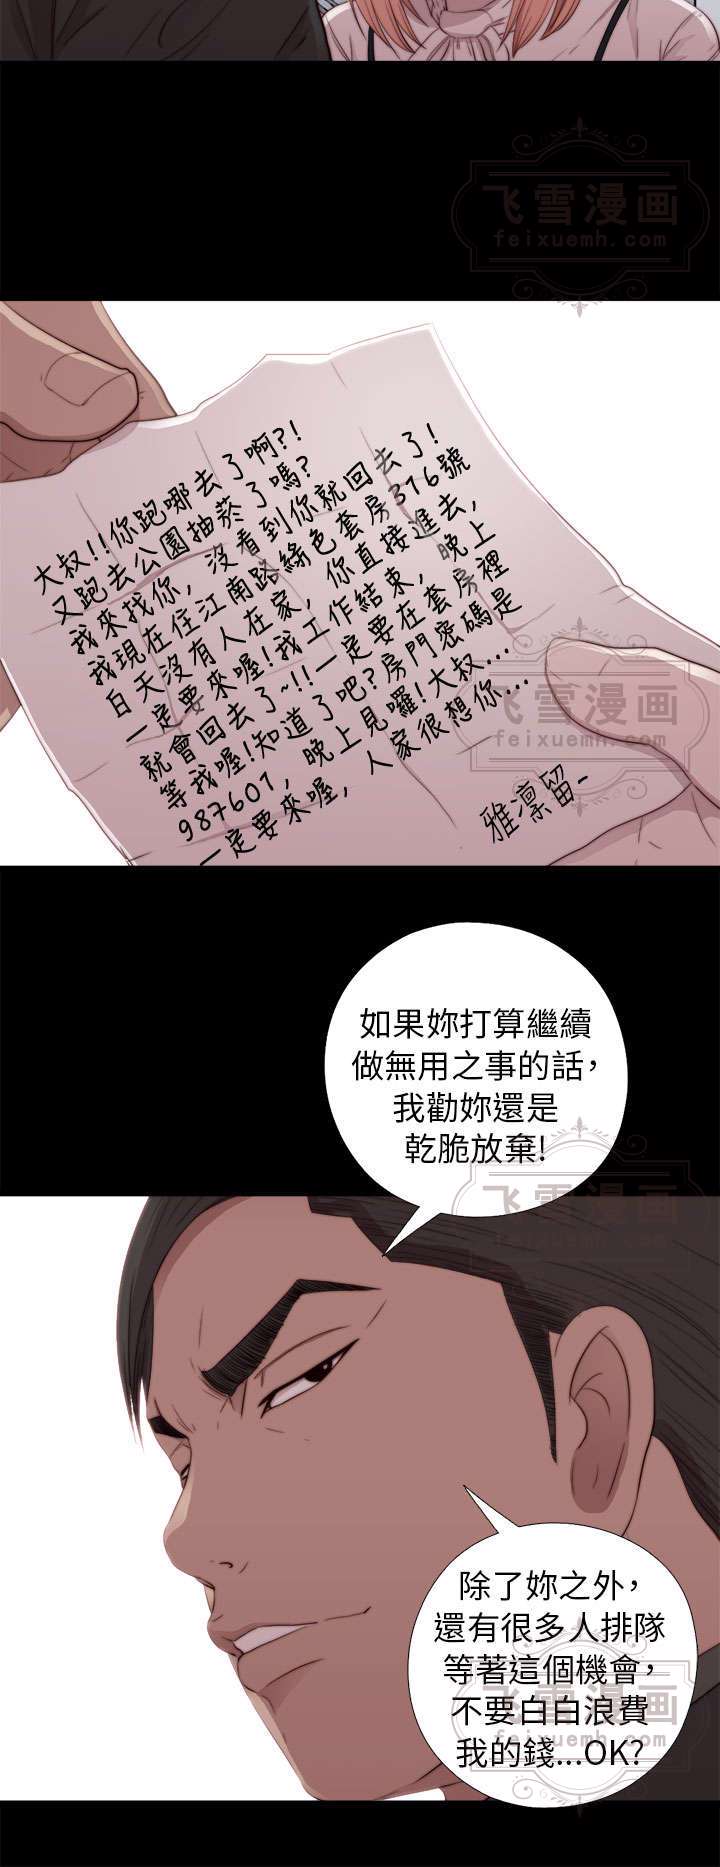 飞雪漫画
feixuemh.com
大叔!!你跑哪去了啊?!
又跑去公園抽菸了嗎?
我來找你，沒看到你就回去了!
我現在住江南路綠色套房316號
白天沒有人在家，你直接進去，
一定要來喔!我工作結束，晚上
就會回去了~!!一定要在套房裡
等我喔!知道了吧?房門密碼是
987601，晚上見囉!大叔...
一定要來喔，人家很想你...
雅凛留-
飞雪漫画
feixuemh.com
如果妳打算繼續
做無用之事的話，
我勸妳還是
乾脆放棄!
飞雪漫画
feixuemh.com
除了妳之外，
還有很多人排隊
等著這個機會，
不要白白浪費
我的錢...OK?
飞雪漫画
feixuemh.com